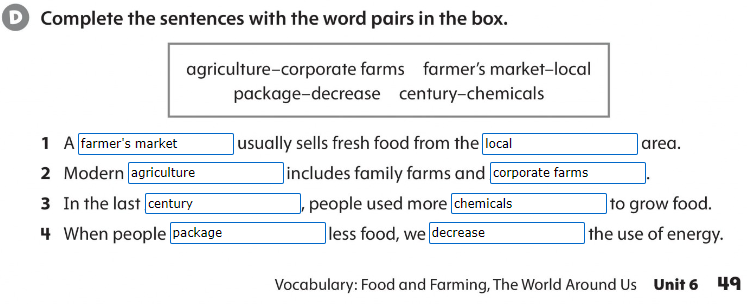 D Complete the sentences with the word pairs in the box.
agriculture–corporate farms farmer's market–local
package–decrease century–chemicals
1 A farmer's market usually sells fresh food from the local area.
2 Modern agriculture includes family farms and corporate farms.
3 In the last century, people used more chemicals to grow food.
4 When people package less food, we decrease the use of energy.
Vocabulary: Food and Farming, The World Around Us Unit 6 49